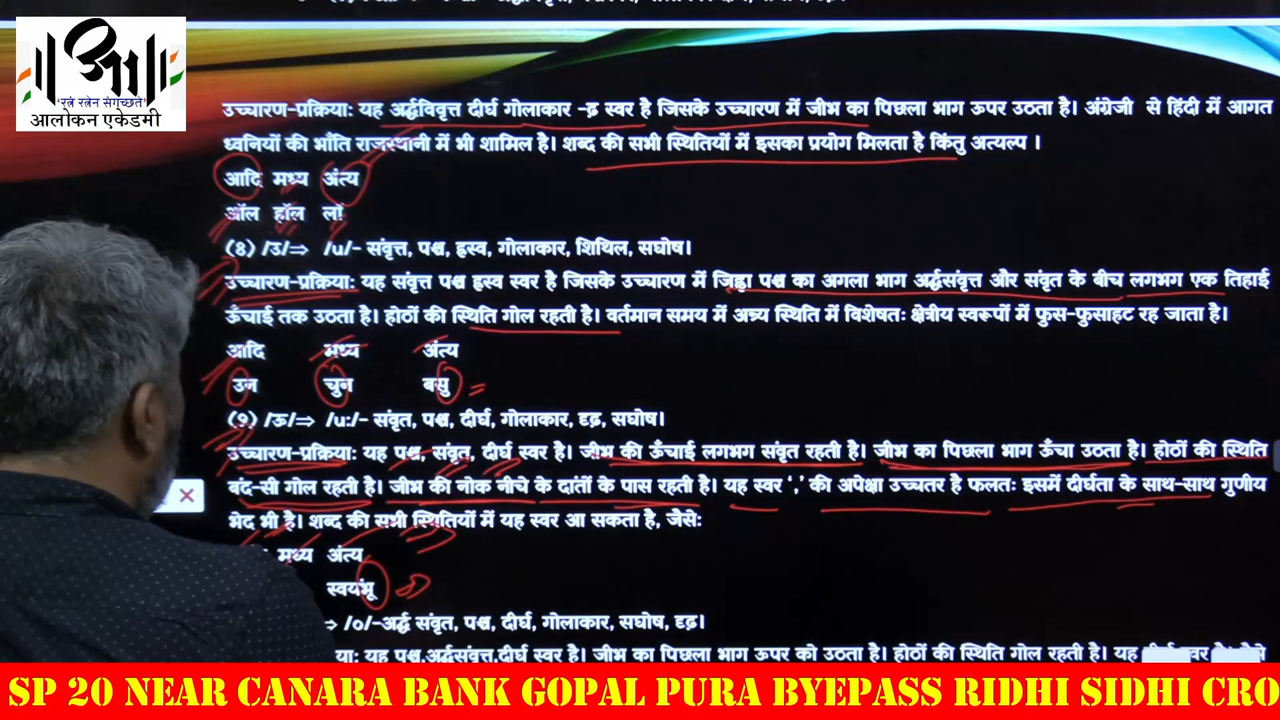 'रत्नं रत्नेन संगच्छते'
आलोकन एकेडमी
उच्चारण-प्रक्रिया: यह अर्द्धविवृत्त दीर्घ गोलाकार -द्र स्वर है जिसके उच्चारण में जीभ का पिछला भाग ऊपर उठता है। अंग्रेजी से हिंदी में आगत
ध्वनियों की भाँति राजस्थानी में भी शामिल है। शब्द की सभी स्थितियों में इसका प्रयोग मिलता है किंतु अत्यल्प ।
आदि मध्य अंत्य
ऑल हॉल लॉ
(8) /उ/⇒ /u/- संवृत्त, पश्च, ह्रस्व, गोलाकार, शिथिल, सघोष।
उच्चारण-प्रक्रिया: यह संवृत्त पश्च ह्रस्व स्वर है जिसके उच्चारण में जिह्वा पश्च का अगला भाग अर्द्धसंवृत्त और संवृत के बीच लगभग एक तिहाई
ऊँचाई तक उठता है। होठों की स्थिति गोल रहती है। वर्तमान समय में अन्त्य स्थिति में विशेषतः क्षेत्रीय स्वरूपों में फुस-फुसाहट रह जाता है।
आदि मध्य अंत्य
उन चुन बसु
(9) /ऊ/⇒ /u:/- संवृत, पश्च, दीर्घ, गोलाकार, दृढ़, सघोष।
उच्चारण-प्रक्रिया: यह पश्च, संवृत, दीर्घ स्वर है। जीभ की ऊँचाई लगभग संवृत रहती है। जीभ का पिछला भाग ऊँचा उठता है। होठों की स्थिति
बंद-सी गोल रहती है। जीभ की नोक नीचे के दांतों के पास रहती है। यह स्वर ‘,’ की अपेक्षा उच्चतर है फलतः इसमें दीर्घता के साथ-साथ गुणीय
भेद भी है। शब्द की सभी स्थितियों में यह स्वर आ सकता है, जैसे:
मध्य अंत्य
स्वयंभू
⇒ /o/-अर्द्ध संवृत, पश्च, दीर्घ, गोलाकार, सघोष, दृढ़।
या: यह पश्च,अर्द्धसंवृत्त,दीर्घ स्वर है। जीभ का पिछला भाग ऊपर को उठता है। होठों की स्थिति गोल रहती है। यह
SP 20 NEAR CANARA BANK GOPAL PURA BYEPASS RIDHI SIDHI CRO